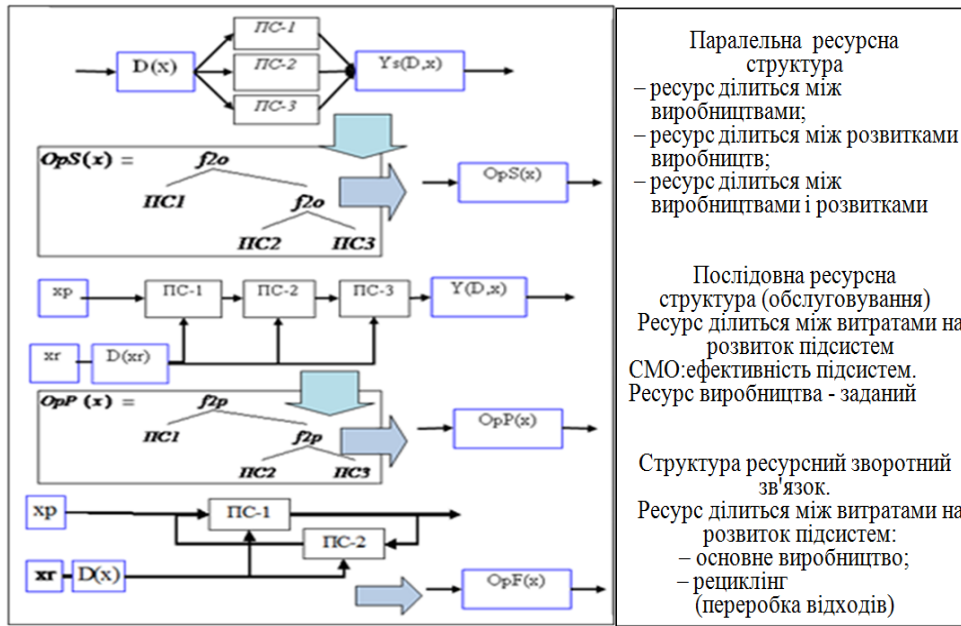 ПС-1
D(x) ПС-2 Ys(D,x)
ПС-3
OpS(x) = f2o
ПС1 f2o
ПС2 ПС3
OpS(x)
xp ПС-1 ПС-2 ПС-3 Y(D,x)
xr D(xr)
OpP (x) = f2p
ПС1 f2p
ПС2 ПС3
OpP(x)
xp ПС-1
ПС-2
xr D(x)
OpF(x)
Паралельна ресурсна
структура
– ресурс ділиться між
виробництвами;
– ресурс ділиться між розвитками
виробництв;
– ресурс ділиться між
виробництвами і розвитками
Послідовна ресурсна
структура (обслуговування)
Ресурс ділиться між витратами на
розвиток підсистем
СМО:ефективність підсистем.
Ресурс виробництва - заданий
Структура ресурсний зворотний
зв'язок.
Ресурс ділиться між витратами на
розвиток підсистем:
– основне виробництво;
– рециклінг
(переробка відходів)